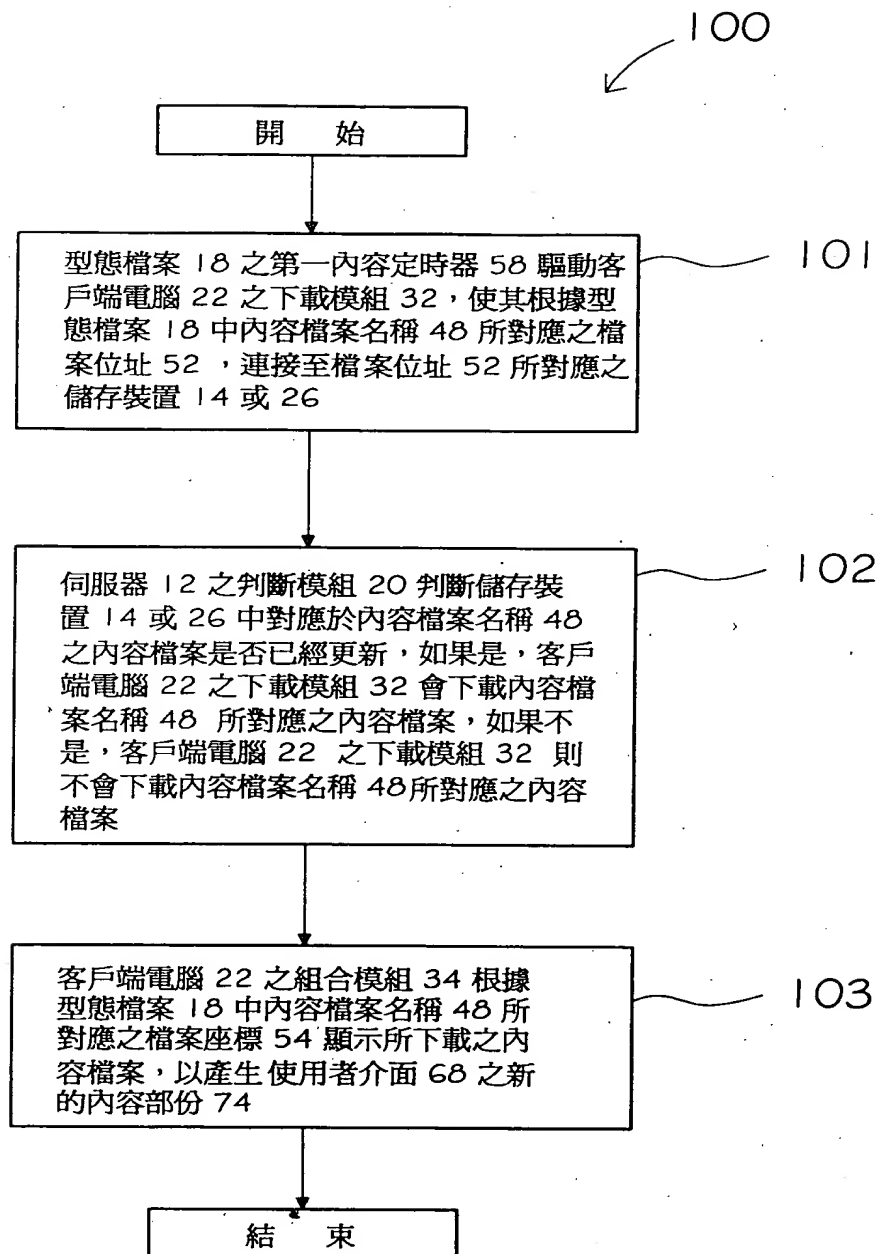 100
開 始
型態檔案 18 之第一內容定時器 58 驅動客
戶端電腦 22 之下載模組 32，使其根據型
態檔案 18 中內容檔案名稱 48 所對應之檔
案位址 52 ，連接至檔案位址 52 所對應之
儲存裝置 14 或 26
101
伺服器 12 之判斷模組 20 判斷儲存裝
置 14 或 26 中對應於內容檔案名稱 48
之內容檔案是否已經更新，如果是，客戶
端電腦 22 之下載模組 32 會下載內容檔
案名稱 48 所對應之內容檔案，如果不
是，客戶端電腦 22 之下載模組 32 則
不會下載內容檔案名稱 48所對應之內容
檔案
102
客戶端電腦 22 之組合模組 34 根據
型態檔案 18 中內容檔案名稱 48 所
對應之檔案座標 54 顯示所下載之內
容檔案，以產生使用者介面 68 之新
的內容部份 74
103
結 束